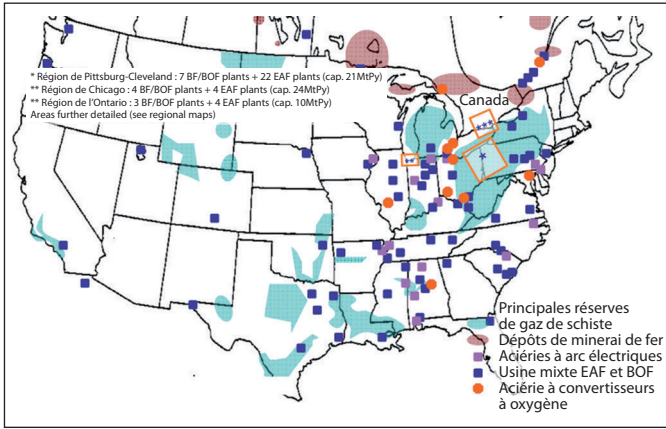 * Région de Pittsburg-Cleveland : 7 BF/BOF plants + 22 EAF plants (cap. 21MtPy)
** Région de Chicago : 4 BF/BOF plants + 4 EAF plants (cap. 24MtPy)
** Région de l'Ontario : 3 BF/BOF plants + 4 EAF plants (cap. 10MtPy)
Areas further detailed (see regional maps)
Canada
***
**
*
Principales réserves
de gaz de schiste
Dépôts de minerai de fer
Aciéries à arc électriques
Usine mixte EAF et BOF
Aciérie à convertisseurs
à oxygène